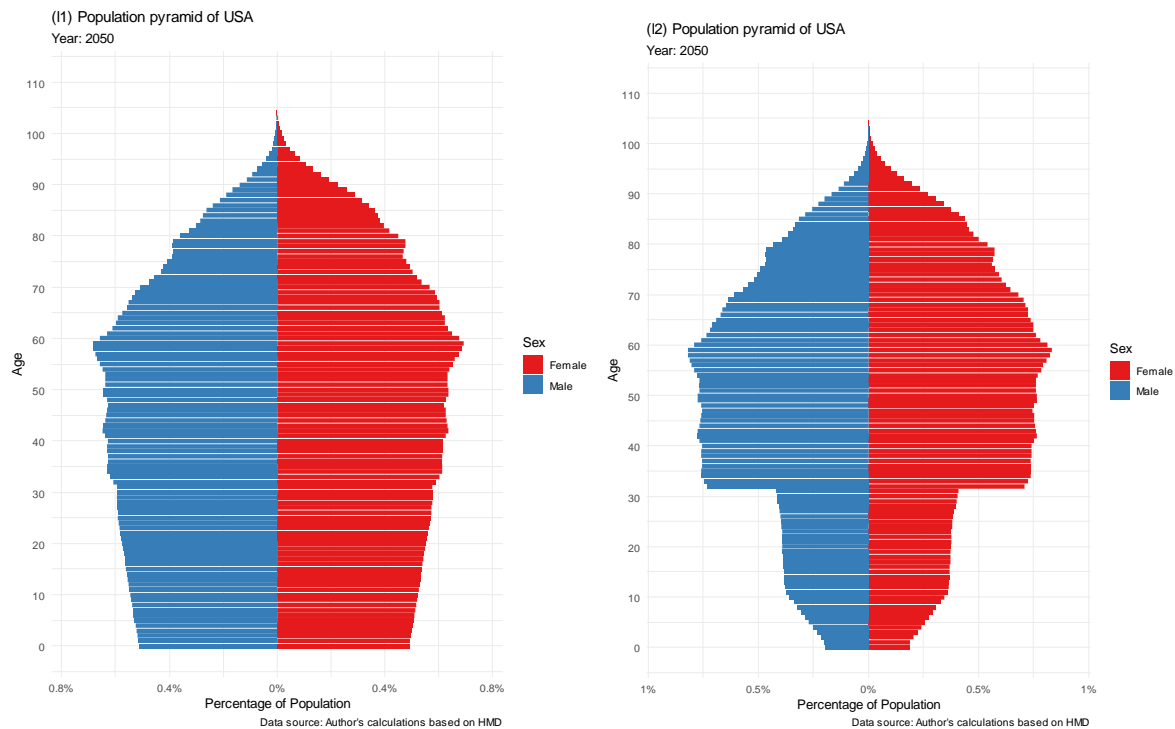 (l1) Population pyramid of USA
Year: 2050
110
100
90
80
70
60
50
40
30
20
10
0
Age
0.8%
0.4%
0%
0.4%
0.8%
Percentage of Population
Data source: Author's calculations based on HMD
Sex
Female
Male
(l2) Population pyramid of USA
Year: 2050
110
100
90
80
70
60
50
40
30
20
10
0
Age
1%
0.5%
0%
0.5%
1%
Percentage of Population
Data source: Author's calculations based on HMD
Sex
Female
Male